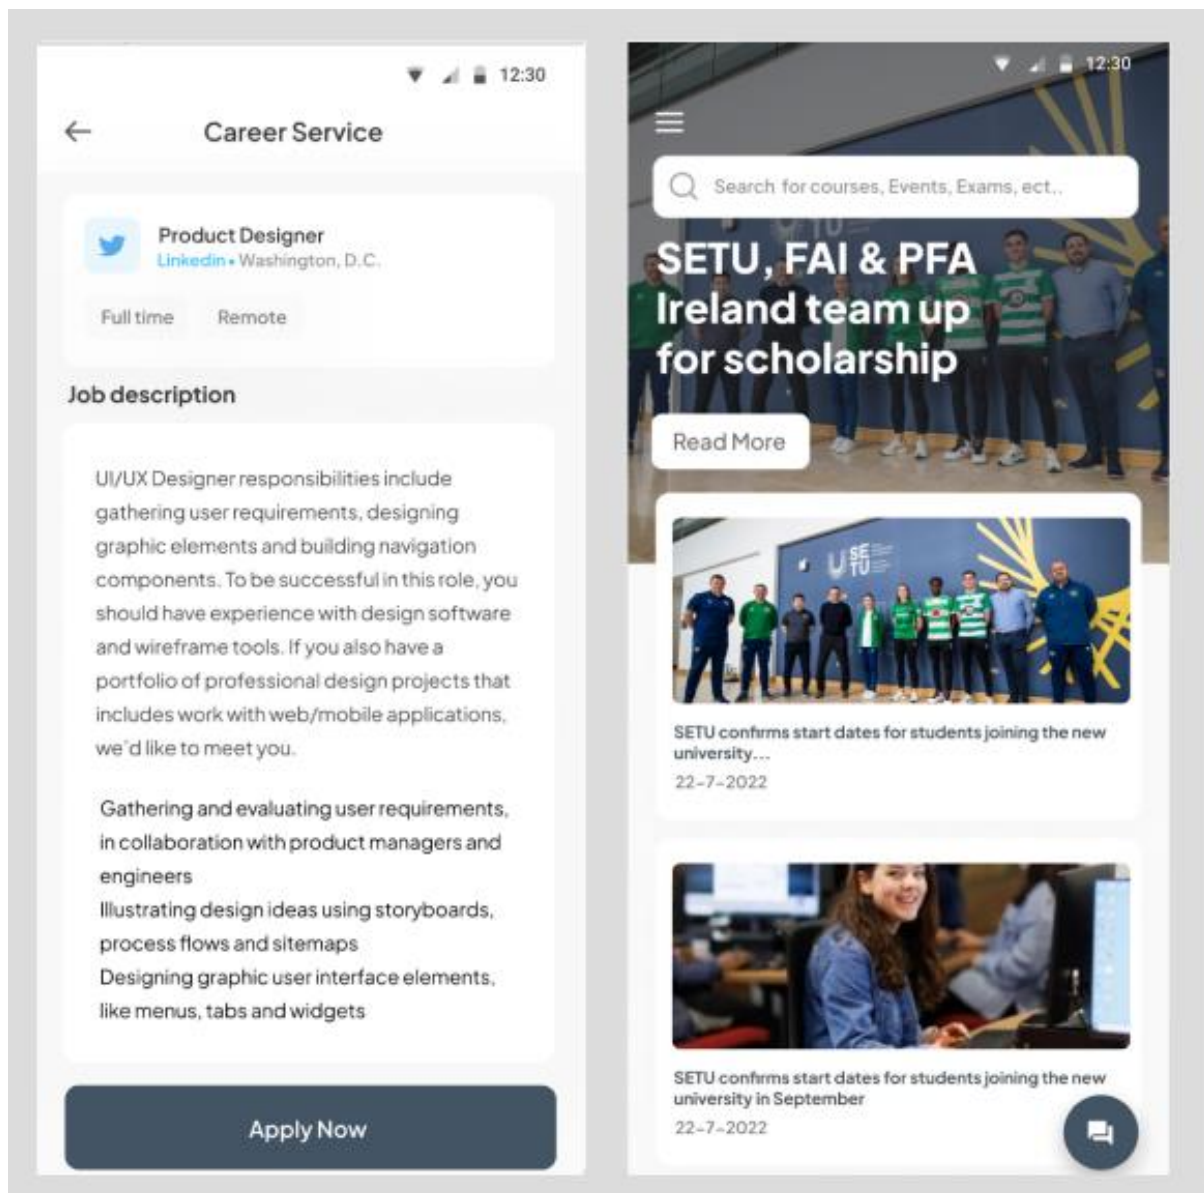 12:30
Career Service
Product Designer
Linkedin • Washington, D.C.
Full time Remote
Job description
UI/UX Designer responsibilities include
gathering user requirements, designing
graphic elements and building navigation
components. To be successful in this role, you
should have experience with design software
and wireframe tools. If you also have a
portfolio of professional design projects that
includes work with web/mobile applications,
we'd like to meet you.
Gathering and evaluating user requirements,
in collaboration with product managers and
engineers
Illustrating design ideas using storyboards,
process flows and sitemaps
Designing graphic user interface elements,
like menus, tabs and widgets
Apply Now
12:30
Search for courses, Events, Exams, ect..
SETU, FAI & PFA
Ireland team up
for scholarship
Read More
SE
TU
SETU confirms start dates for students joining the new
university...
22-7-2022
SETU confirms start dates for students joining the new
university in September
22-7-2022